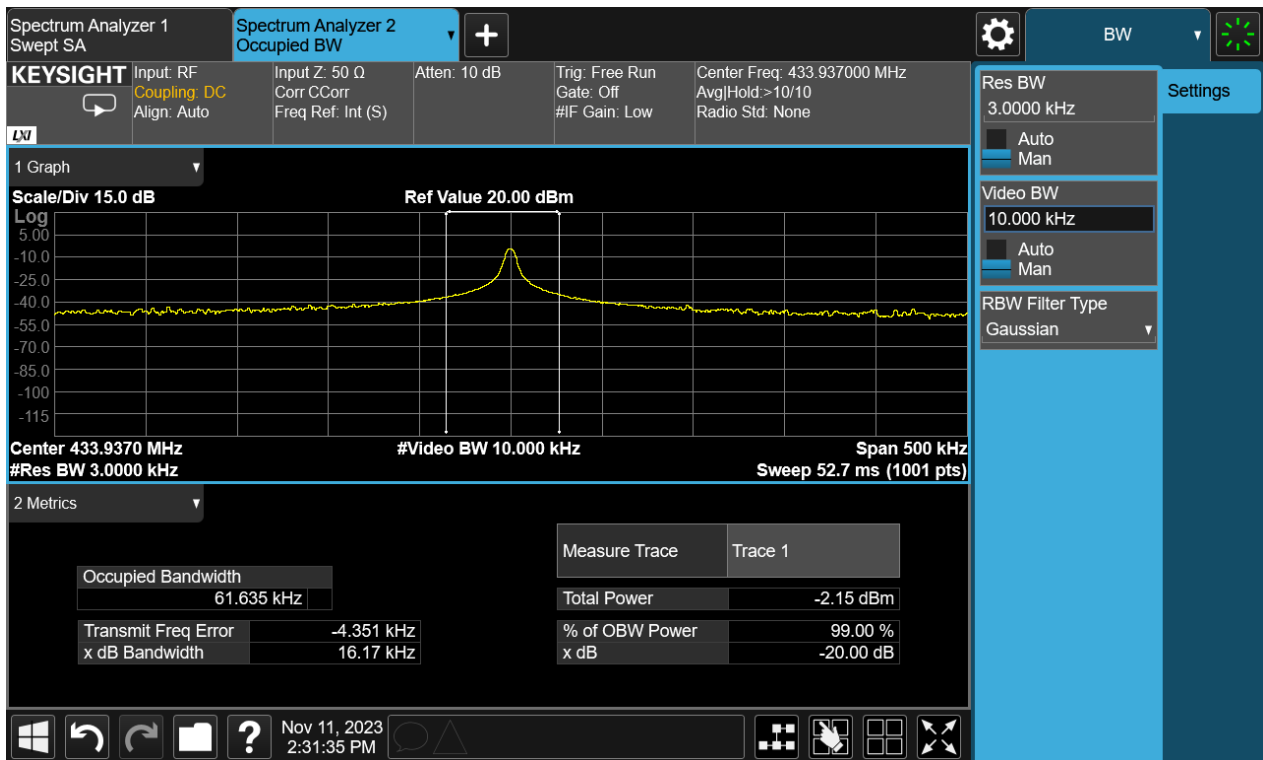 Spectrum Analyzer 1
Swept SA
Spectrum Analyzer 2
Occupied BW
BW
KEYSIGHT
LXI
Input: RF
Coupling: DC
Align: Auto
Input Z: 50 Ω
Corr CCorr
Freq Ref: Int (S)
Atten: 10 dB
Trig: Free Run
Gate: Off
#IF Gain: Low
Center Freq: 433.937000 MHz
Avg|Hold:>10/10
Radio Std: None
1 Graph
Scale/Div 15.0 dB
Ref Value 20.00 dBm
Log
5.00
-10.0
-25.0
-40.0
-55.0
-70.0
-85.0
-100
-115
Center 433.9370 MHz
#Video BW 10.000 kHz
Span 500 kHz
#Res BW 3.0000 kHz
Sweep 52.7 ms (1001 pts)
2 Metrics
Measure Trace
Trace 1
Occupied Bandwidth
61.635 kHz
Total Power
-2.15 dBm
Transmit Freq Error
-4.351 kHz
% of OBW Power
99.00 %
x dB Bandwidth
16.17 kHz
x dB
-20.00 dB
?
Nov 11, 2023
2:31:35 PM
Res BW
3.0000 kHz
Auto
Man
Video BW
10.000 kHz
Auto
Man
RBW Filter Type
Gaussian
Settings